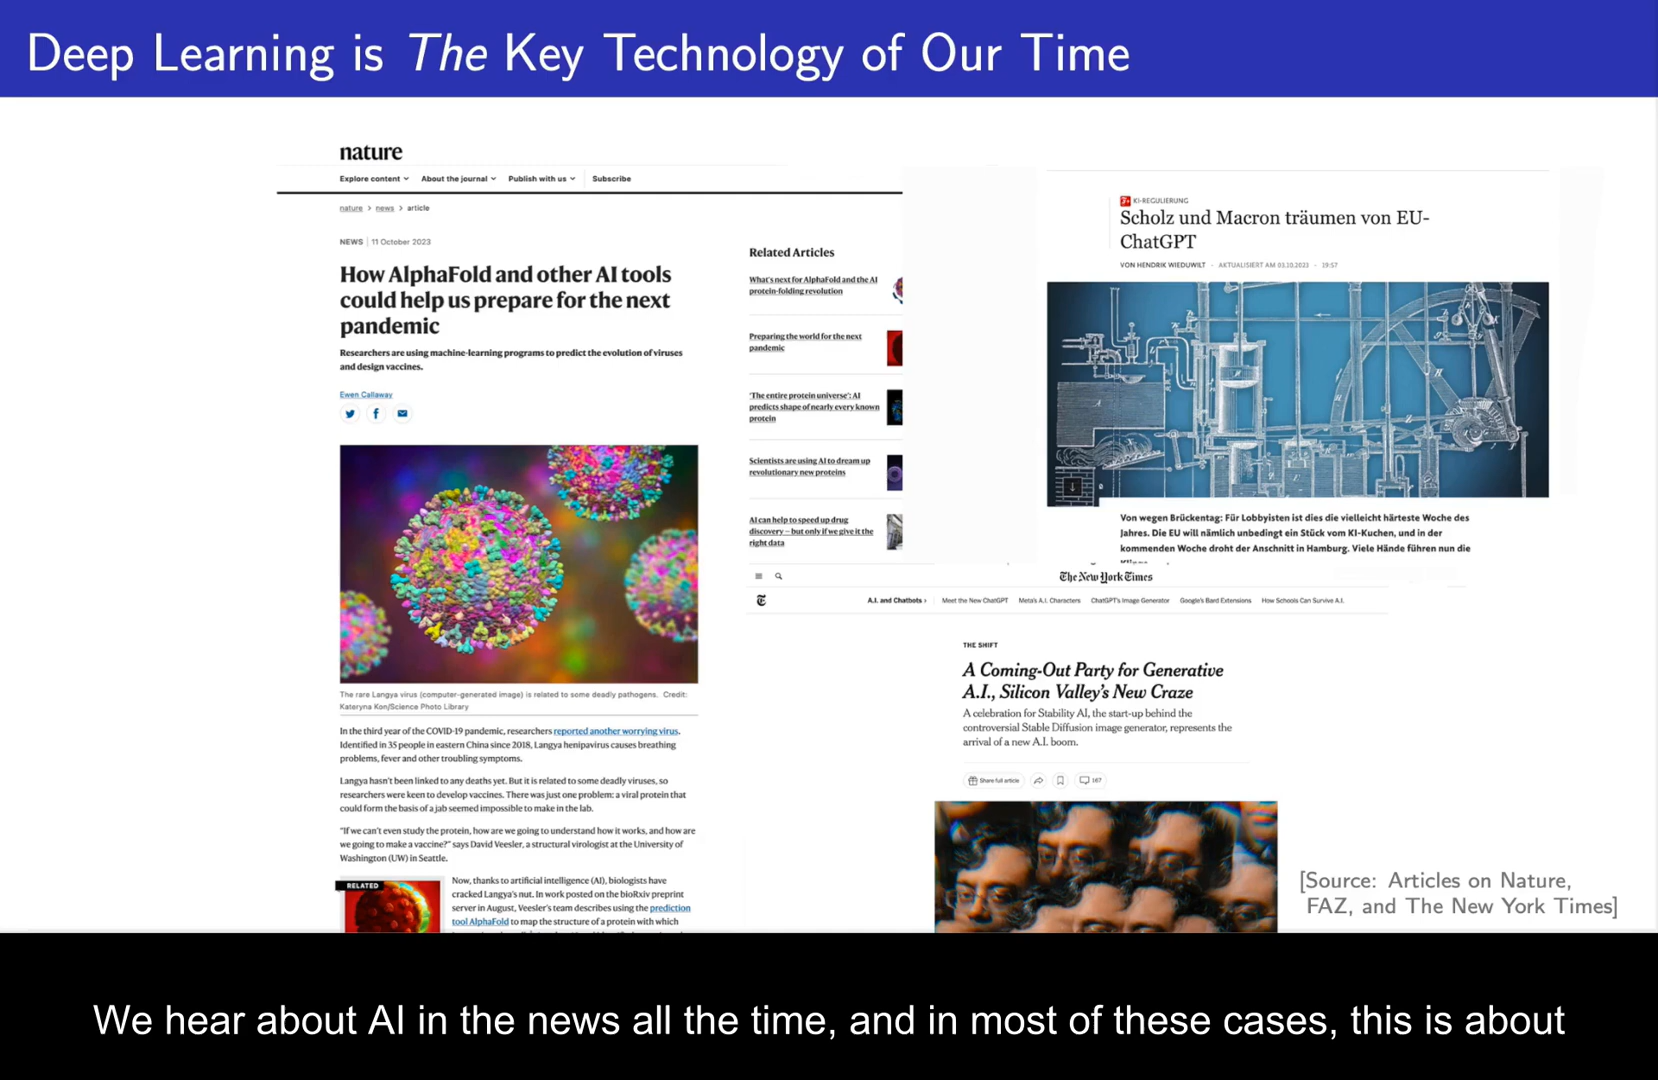 Deep Learning is The Key Technology of Our Time
nature
Explore content
About the journal
Publish with us
Subscribe
nature > news > article
NEWS | 11 October 2023
How AlphaFold and other AI tools
could help us prepare for the next
pandemic
Researchers are using machine-learning programs to predict the evolution of viruses
and design vaccines.
Ewen Callaway
The rare Langya virus (computer-generated image) is related to some deadly pathogens. Credit:
Kateryna Kon/Science Photo Library
In the third year of the COVID-19 pandemic, researchers reported another worrying virus.
Identified in 35 people in eastern China since 2018, Langya henipavirus causes breathing
problems, fever and other troubling symptoms.
Langya hasn't been linked to any deaths yet. But it is related to some deadly viruses, so
researchers were keen to develop vaccines. There was just one problem: a viral protein that
could form the basis of a jab seemed impossible to make in the lab.
"If we can't even study the protein, how are we going to understand how it works, and how are
we going to make a vaccine?" says David Veesler, a structural virologist at the University of
Washington (UW) in Seattle.
RELATED
Now, thanks to artificial intelligence (AI), biologists have
cracked Langya's nut. In work posted on the bioRxiv preprint
server in August, Veesler's team describes using the prediction
tool AlphaFold to map the structure of a protein with which
Related Articles
What's next for AlphaFold and the AI
protein-folding revolution
Preparing the world for the next
pandemic
'The entire protein universe': AI
predicts shape of nearly every known
protein
Scientists are using AI to dream up
revolutionary new proteins
AI can help to speed up drug
discovery — but only if we give it the
right data
F+ KI-REGULIERUNG
Scholz und Macron träumen von EU-
ChatGPT
VON HENDRIK WIEDUWILT - AKTUALISIERT AM 03.10.2023 - 19:57
Von wegen Brückentag: Für Lobbyisten ist dies die vielleicht härteste Woche des
Jahres. Die EU will nämlich unbedingt ein Stück vom KI-Kuchen, und in der
kommenden Woche droht der Anschnitt in Hamburg. Viele Hände führen nun die
The New York Times
T
A.I. and Chatbots >
Meet the New ChatGPT
Meta's A.I. Characters
ChatGPT's Image Generator
Google's Bard Extensions
How Schools Can Survive A.I.
THE SHIFT
A Coming-Out Party for Generative
A.I., Silicon Valley's New Craze
A celebration for Stability AI, the start-up behind the
controversial Stable Diffusion image generator, represents the
arrival of a new A.I. boom.
Share full article
167
[Source: Articles on Nature,
FAZ, and The New York Times]
We hear about AI in the news all the time, and in most of these cases, this is about